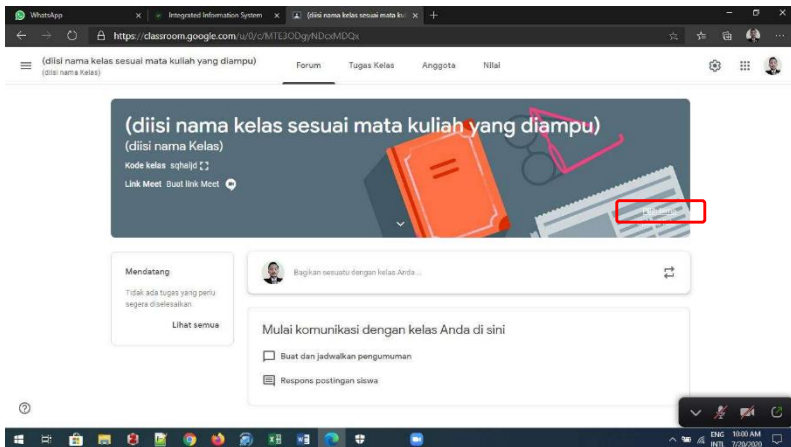 WhatsApp
Integrated Information System
(diisi nama kelas sesuai mata kul
https://classroom.google.com/u/0/c/MTE3ODgyNDcxMDQx
(diisi nama kelas sesuai mata kuliah yang diampu)
(diisi nama Kelas)
Forum
Tugas Kelas
Anggota
Nilai
(diisi nama kelas sesuai mata kuliah yang diampu)
(diisi nama Kelas)
Kode kelas sqhsijd
Link Meet Buat link Meet
Mendatang
Tidak ada tugas yang perlu
segera diselesaikan
Lihat semua
Bagikan sesuatu dengan kelas Anda...
Mulai komunikasi dengan kelas Anda di sini
Buat dan jadwalkan pengumuman
Respons postingan siswa
ENG
INTL
10:00 AM
7/20/2020